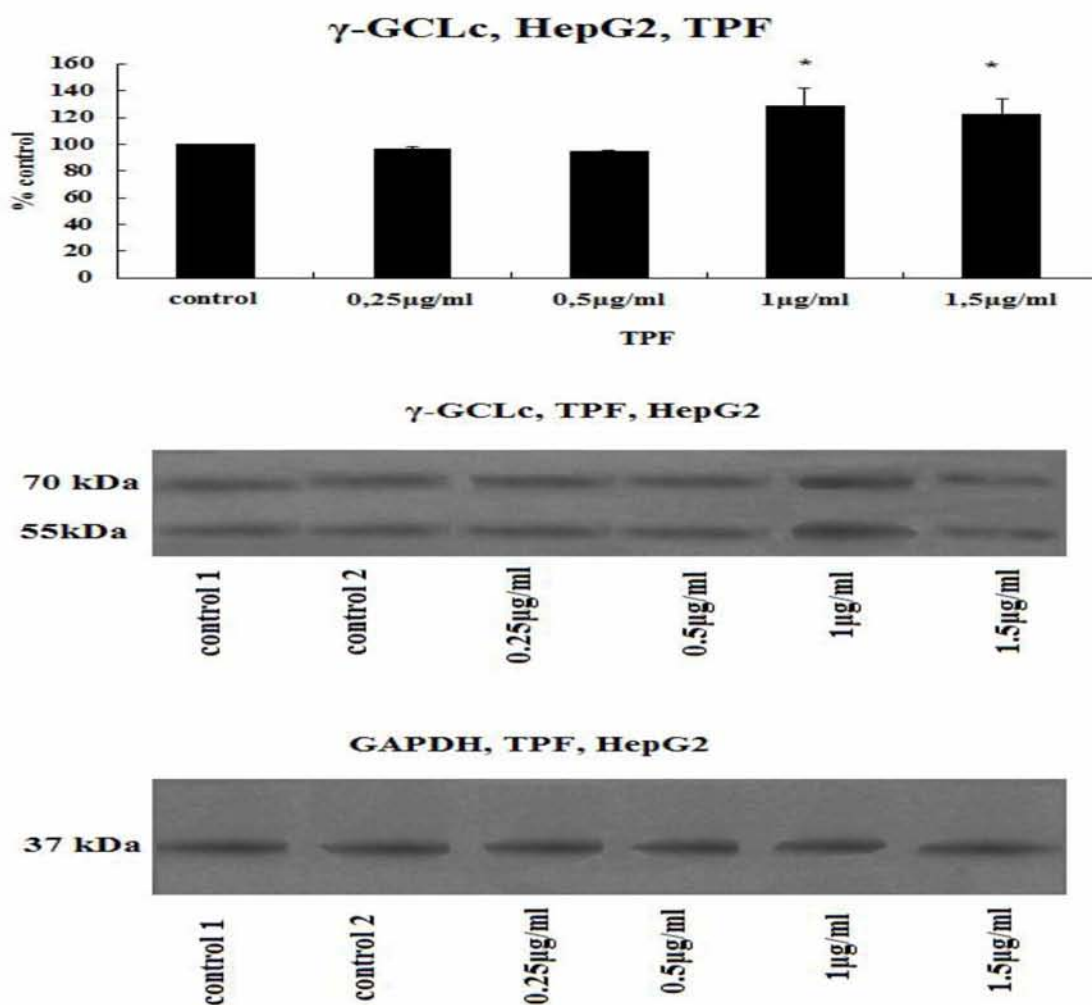 γ-GCLc, HepG2, TPF
160
140
120
100
80
60
40
20
0
% control
* *
control 0,25µg/ml 0,5µg/ml 1µg/ml 1,5µg/ml
TPF
γ-GCLc, TPF, HepG2
70 kDa
55kDa
control 1 control 2 0.25µg/ml 0.5µg/ml 1µg/ml 1.5µg/ml
GAPDH, TPF, HepG2
37 kDa
control 1 control 2 0.25µg/ml 0.5µg/ml 1µg/ml 1.5µg/ml